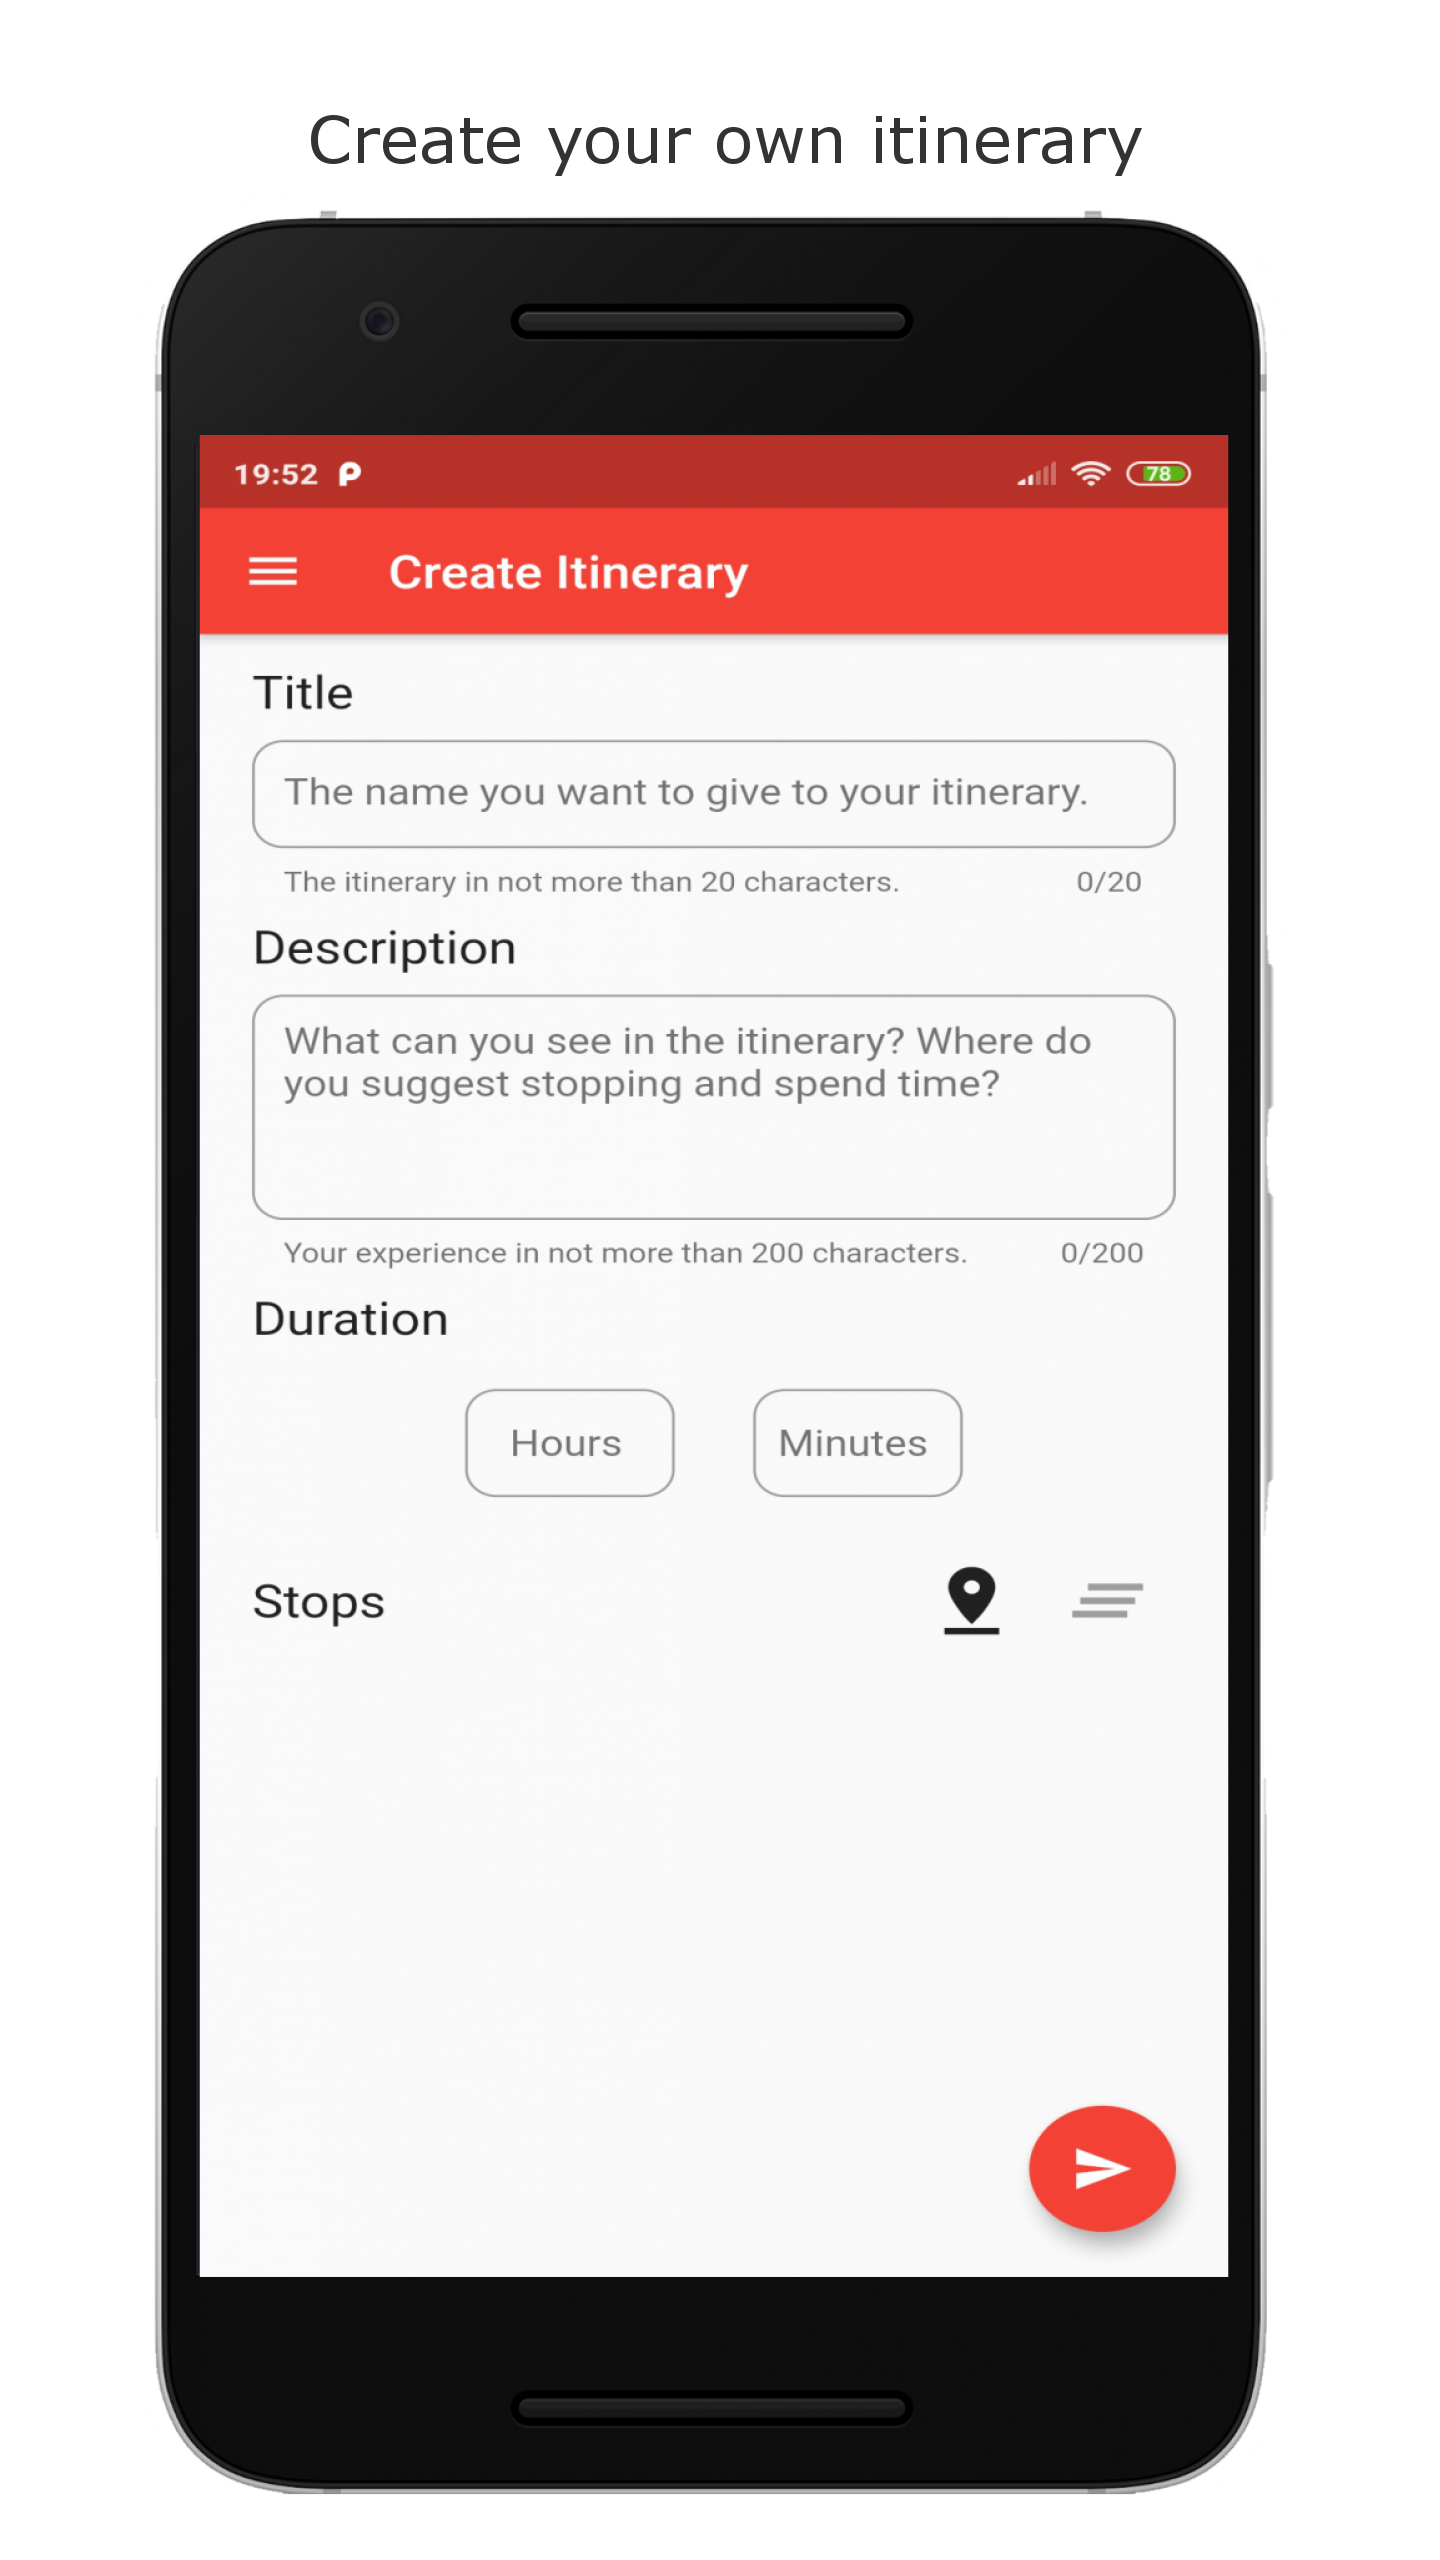 Create your own itinerary
19:52
78
Create Itinerary
Title
The name you want to give to your itinerary.
The itinerary in not more than 20 characters. 0/20
Description
What can you see in the itinerary? Where do
you suggest stopping and spend time?
Your experience in not more than 200 characters. 0/200
Duration
Hours Minutes
Stops